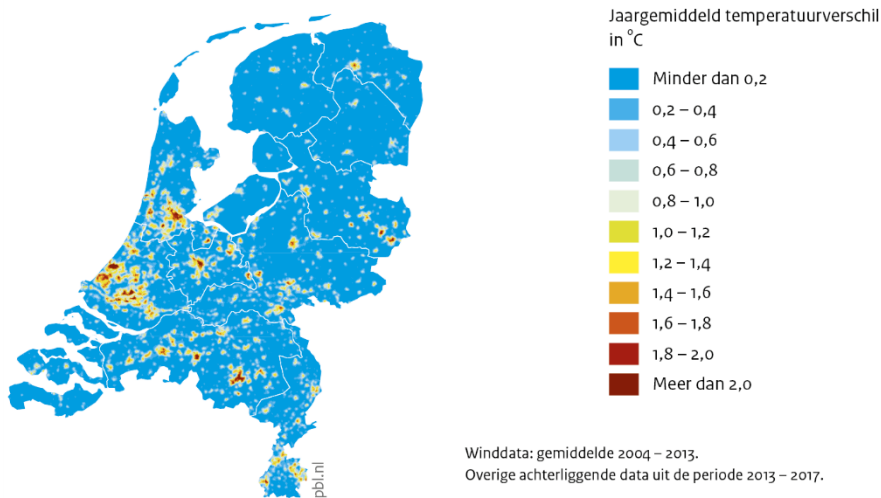 Jaargemiddeld temperatuurverschil
in °C
Minder dan 0,2
0,2 – 0,4
0,4 – 0,6
0,6 – 0,8
0,8 – 1,0
1,0 – 1,2
1,2 – 1,4
1,4 – 1,6
1,6 – 1,8
1,8 – 2,0
Meer dan 2,0
Winddata: gemiddelde 2004 – 2013.
Overige achterliggende data uit de periode 2013 – 2017.
pbl.nl